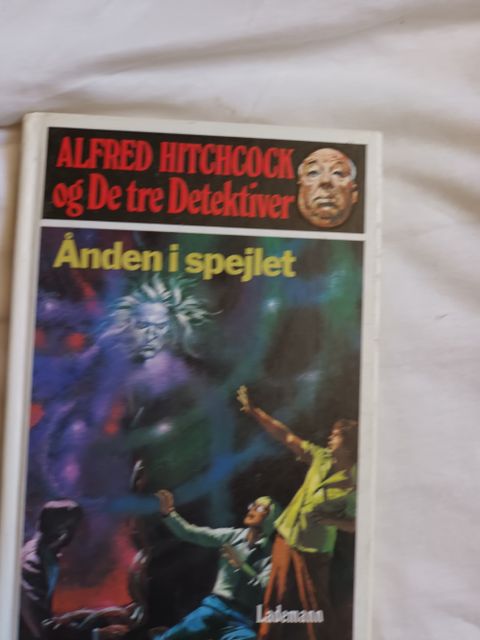 ALFRED HITCHCOCK
og De tre Detektiver
Ånden i spejlet
Lademann